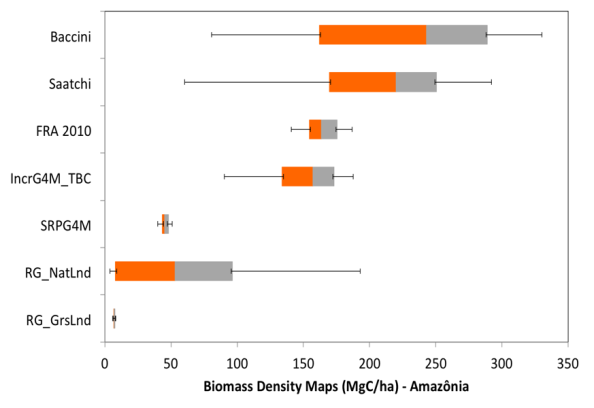 Baccini
Saatchi
FRA 2010
IncrG4M_TBC
SRPG4M
RG_NatLnd
RG_GrsLnd
0 50 100 150 200 250 300 350
Biomass Density Maps (MgC/ha) - Amazônia